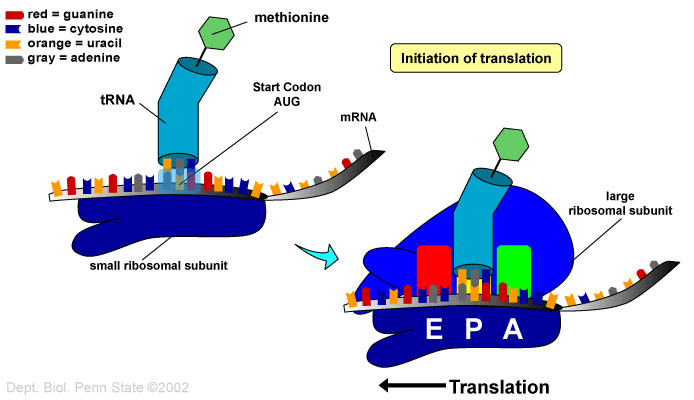 red = guanine
blue = cytosine
orange = uracil
gray = adenine
methionine
Initiation of translation
tRNA
Start Codon
AUG
mRNA
small ribosomal subunit
large
ribosomal subunit
E P A
Translation
Dept. Biol. Penn State ©2002